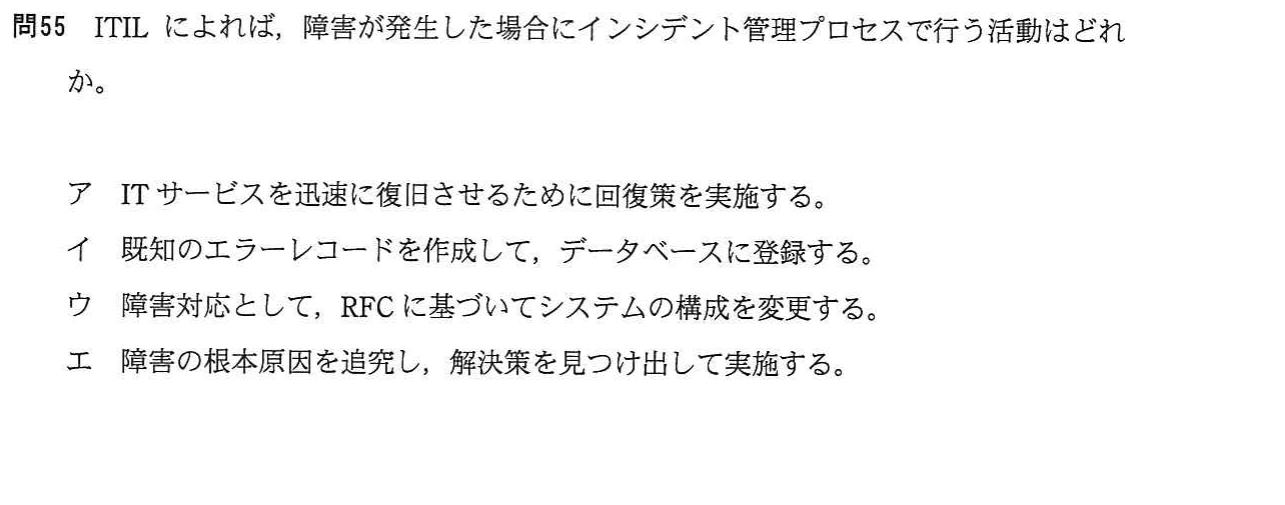 問55 ITIL によれば，障害が発生した場合にインシデント管理プロセスで行う活動はどれ
か。
ア IT サービスを迅速に復旧させるために回復策を実施する。
イ 既知のエラーレコードを作成して，データベースに登録する。
ウ 障害対応として，RFC に基づいてシステムの構成を変更する。
エ 障害の根本原因を追究し，解決策を見つけ出して実施する。